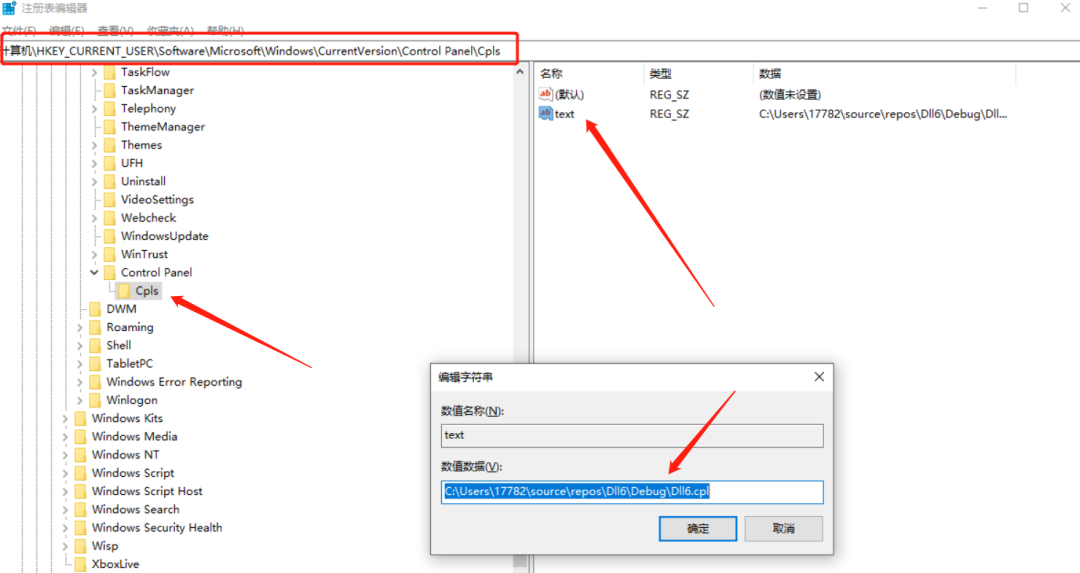 注册表编辑器
文件(F) 编辑(E) 查看(V) 收藏夹(A) 帮助(H)
计算机\HKEY_CURRENT_USER\Software\Microsoft\Windows\CurrentVersion\Control Panel\Cpls
TaskFlow
TaskManager
Telephony
ThemeManager
Themes
UFH
Uninstall
VideoSettings
Webcheck
WindowsUpdate
WinTrust
Control Panel
Cpls
DWM
Roaming
Shell
TabletPC
Windows Error Reporting
Winlogon
Windows Kits
Windows Media
Windows NT
Windows Script
Windows Script Host
Windows Search
Windows Security Health
Wisp
XboxLive
名称 类型 数据
ab (默认) REG_SZ (数值未设置)
ab text REG_SZ C:\Users\17782\source\repos\Dll6\Debug\Dll...
编辑字符串
数值名称(N):
text
数值数据(V):
C:\Users\17782\source\repos\Dll6\Debug\Dll6.cpl
确定 取消